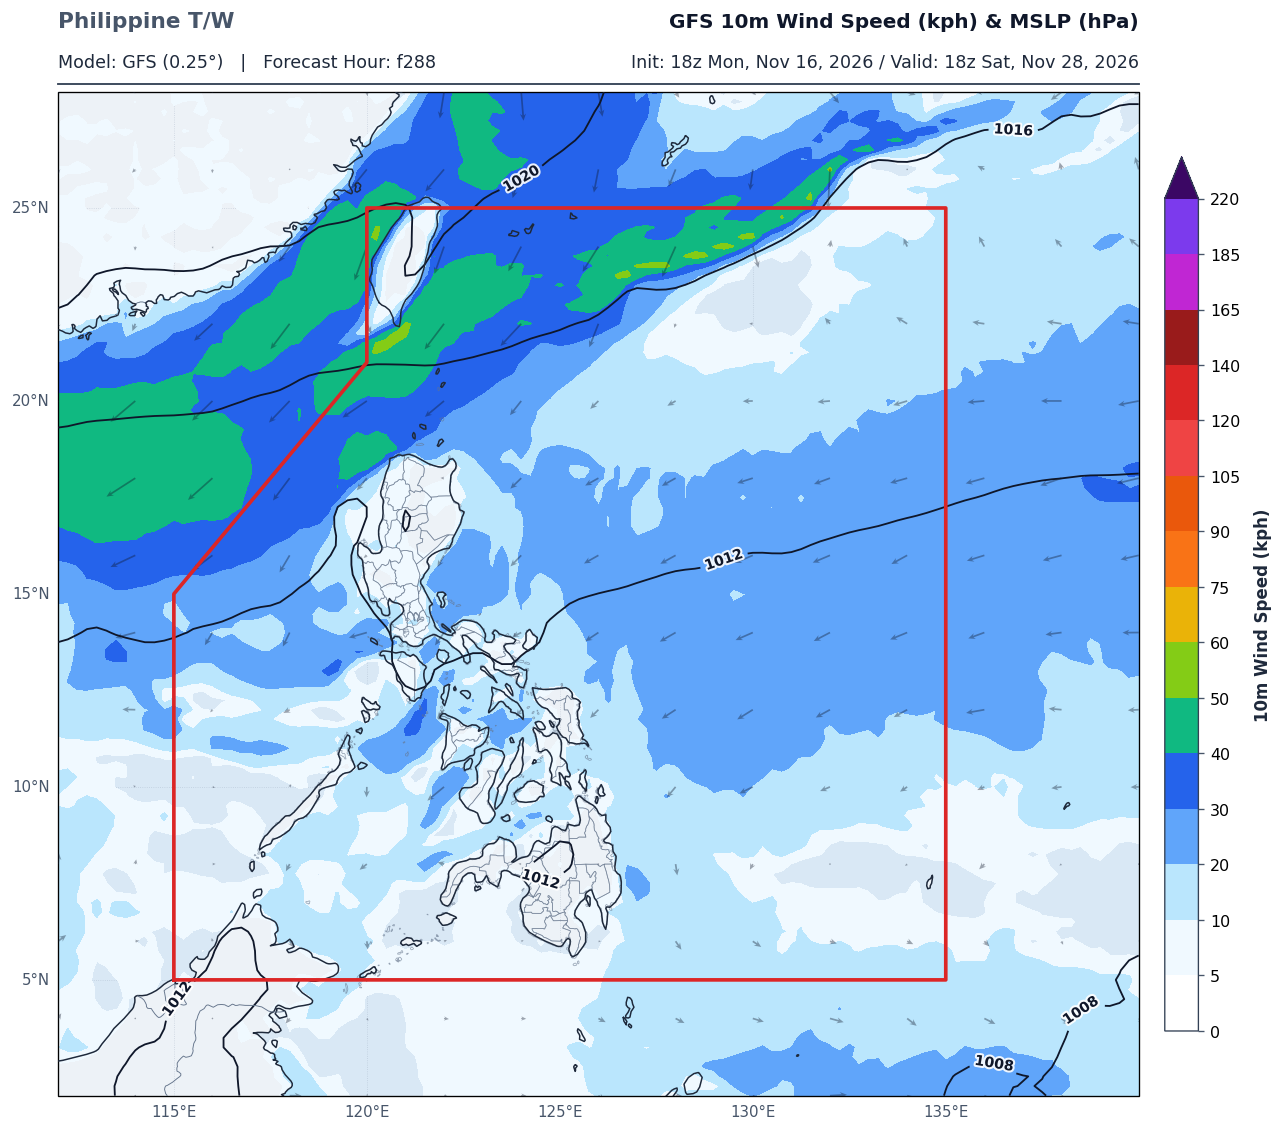 Philippine T/W
GFS 10m Wind Speed (kph) & MSLP (hPa)
Model: GFS (0.25°) | Forecast Hour: f288
Init: 18z Mon, Nov 16, 2026 / Valid: 18z Sat, Nov 28, 2026
1016
1020
1012
1012
1012
1008
1008
25°N
20°N
15°N
10°N
5°N
115°E
120°E
125°E
130°E
135°E
220
185
165
140
120
105
90
75
60
50
40
30
20
10
5
0
10m Wind Speed (kph)